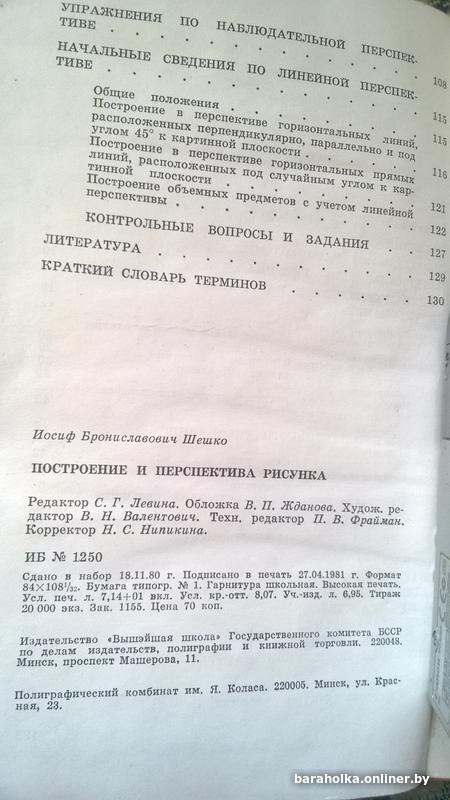 УПРАЖНЕНИЯ ПО НАБЛЮДАТЕЛЬНОЙ ПЕРСПЕК-
ТИВЕ . . . . . . . . . . . . 108
НАЧАЛЬНЫЕ СВЕДЕНИЯ ПО ЛИНЕЙНОЙ ПЕРСПЕК-
ТИВЕ . . . . . . . . . . . . 115
Общие положения . . . . . . . . 115
Построение в перспективе горизонтальных линий,
расположенных перпендикулярно, параллельно и под
углом 45° к картинной плоскости . . . . . 116
Построение в перспективе горизонтальных прямых
линий, расположенных под случайным углом к кар-
тинной плоскости . . . . . . . . 121
Построение объемных предметов с учетом линейной
перспективы . . . . . . . . . . 122
КОНТРОЛЬНЫЕ ВОПРОСЫ И ЗАДАНИЯ . . 127
ЛИТЕРАТУРА . . . . . . . . . . 129
КРАТКИЙ СЛОВАРЬ ТЕРМИНОВ . . . . . . 130
Иосиф Брониславович Шешко
ПОСТРОЕНИЕ И ПЕРСПЕКТИВА РИСУНКА
Редактор С. Г. Левина. Обложка В. П. Жданова. Худож. ре-
дактор В. Н. Валентович. Техн. редактор П. В. Фрайман.
Корректор Н. С. Нипикина.
ИБ № 1250
Сдано в набор 18.11.80 г. Подписано в печать 27.04.1981 г. Формат
84×108¹/₃₂. Бумага типогр. № 1. Гарнитура школьная. Высокая печать.
Усл. печ. л. 7,14+01 вкл. Усл. кр.-отт. 8,07. Уч.-изд. л. 6,95. Тираж
20 000 экз. Зак. 1155. Цена 70 коп.
Издательство «Вышэйшая школа» Государственного комитета БССР
по делам издательств, полиграфии и книжной торговли. 220048.
Минск, проспект Машерова, 11.
Полиграфический комбинат им. Я. Коласа. 220005. Минск, ул. Крас-
ная, 23.
baraholka.onliner.by